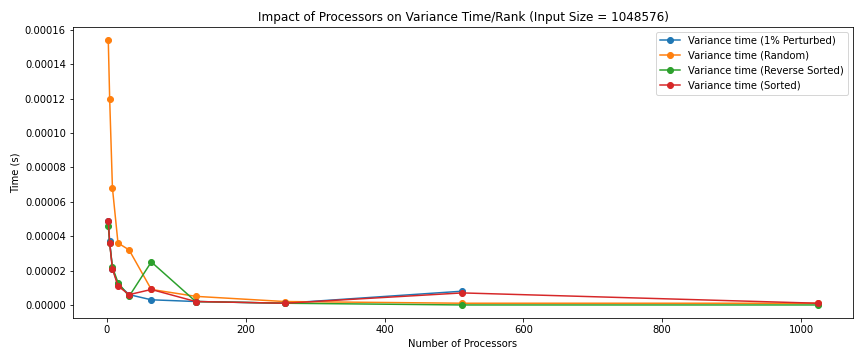 Impact of Processors on Variance Time/Rank (Input Size = 1048576)
Variance time (1% Perturbed)
Variance time (Random)
Variance time (Reverse Sorted)
Variance time (Sorted)
Time (s)
0.00016
0.00014
0.00012
0.00010
0.00008
0.00006
0.00004
0.00002
0.00000
0 200 400 600 800 1000
Number of Processors